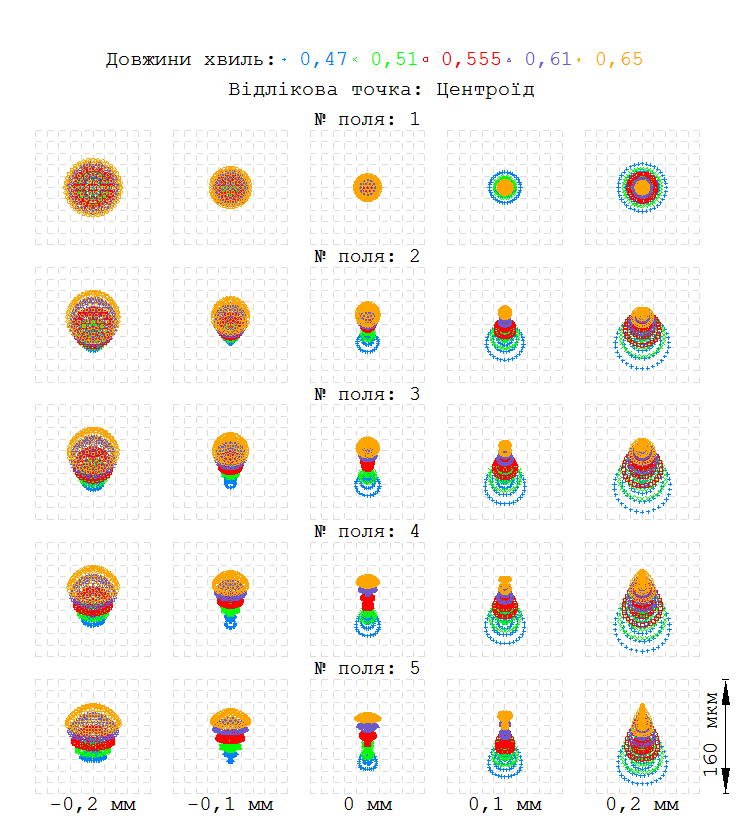 Довжини хвиль: 0,47 0,51 0,555 0,61 0,65
Відлікова точка: Центроїд
№ поля: 1
№ поля: 2
№ поля: 3
№ поля: 4
№ поля: 5
160 мкм
-0,2 мм -0,1 мм 0 мм 0,1 мм 0,2 мм